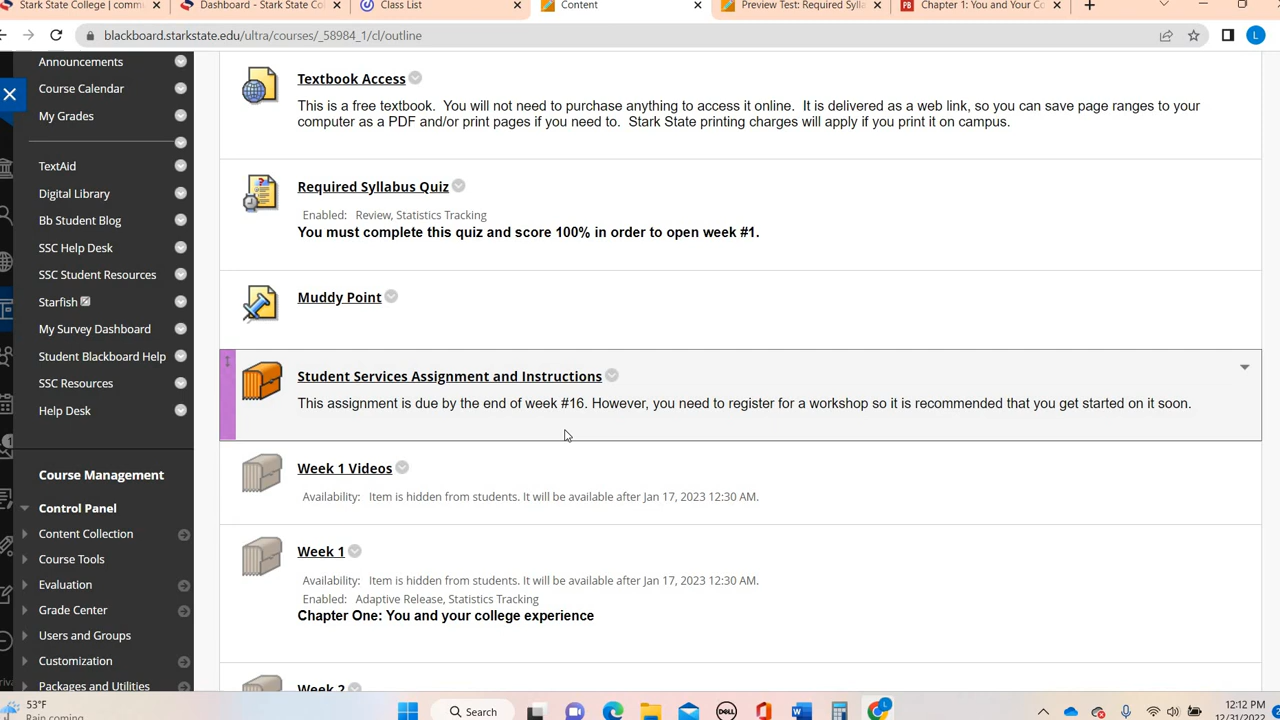 Stark State College | comm
Dashboard - Stark State Co
Class List
Content
Preview Test: Required Sylla
Chapter 1: You and Your Co
blackboard.starkstate.edu/ultra/courses/_58984_1/cl/outline
L
Announcements
Course Calendar
My Grades
TextAid
Digital Library
Bb Student Blog
SSC Help Desk
SSC Student Resources
Starfish
My Survey Dashboard
Student Blackboard Help
SSC Resources
Help Desk
Course Management
Control Panel
Content Collection
Course Tools
Evaluation
Grade Center
Users and Groups
Customization
Packages and Utilities
Textbook Access
This is a free textbook. You will not need to purchase anything to access it online. It is delivered as a web link, so you can save page ranges to your
computer as a PDF and/or print pages if you need to. Stark State printing charges will apply if you print it on campus.
Required Syllabus Quiz
Enabled: Review, Statistics Tracking
You must complete this quiz and score 100% in order to open week #1.
Muddy Point
Student Services Assignment and Instructions
This assignment is due by the end of week #16. However, you need to register for a workshop so it is recommended that you get started on it soon.
Week 1 Videos
Availability: Item is hidden from students. It will be available after Jan 17, 2023 12:30 AM.
Week 1
Availability: Item is hidden from students. It will be available after Jan 17, 2023 12:30 AM.
Enabled: Adaptive Release, Statistics Tracking
Chapter One: You and your college experience
Week 2
53°F
Rain coming
Search
DELL
12:12 PM
12/31/2022